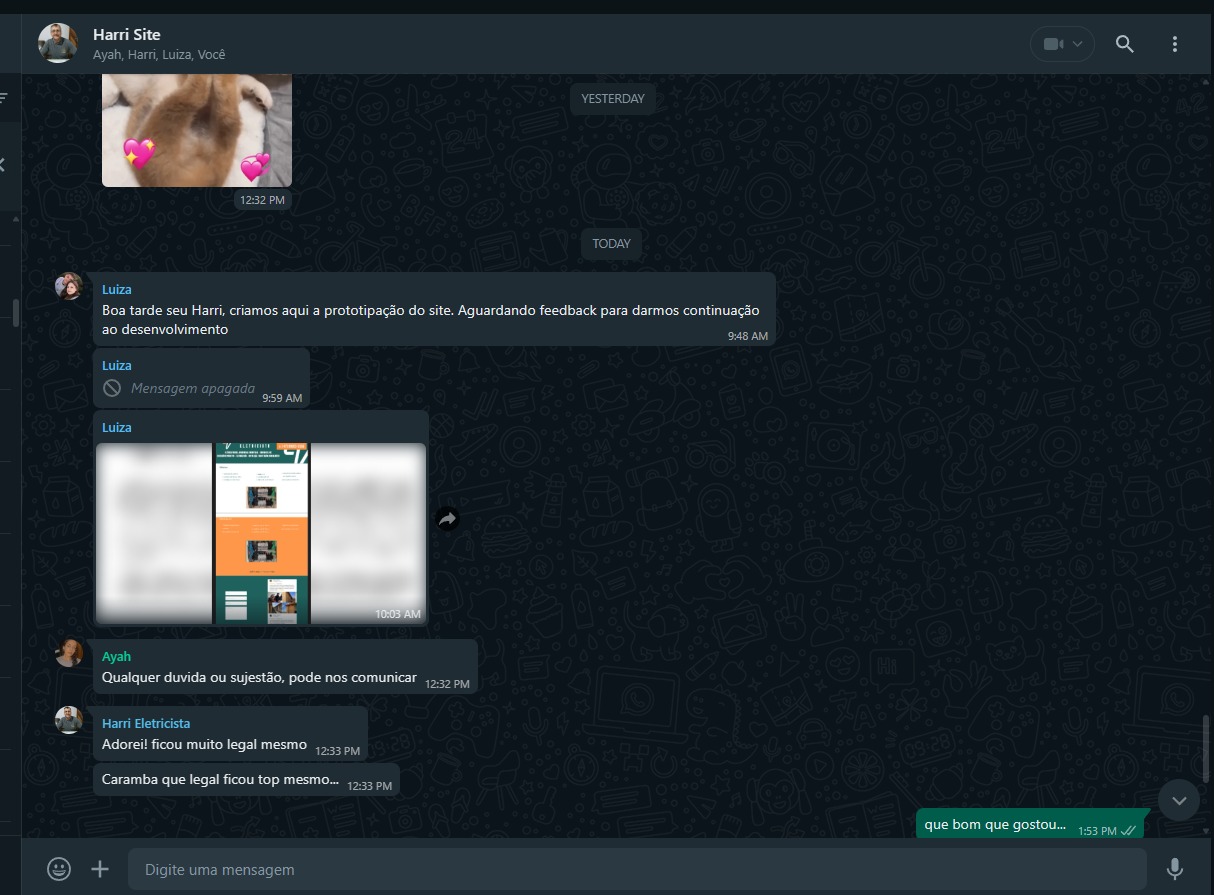 Harri Site
Ayah, Harri, Luiza, Você
YESTERDAY
12:32 PM
TODAY
Luiza
Boa tarde seu Harri, criamos aqui a prototipação do site. Aguardando feedback para darmos continuação
ao desenvolvimento
9:48 AM
Luiza
Mensagem apagada
9:59 AM
Luiza
ELETRICISTA
10:03 AM
Ayah
Qualquer duvida ou sujestão, pode nos comunicar
12:32 PM
Harri Eletricista
Adorei! ficou muito legal mesmo
12:33 PM
Caramba que legal ficou top mesmo...
12:33 PM
que bom que gostou...
1:53 PM
Digite uma mensagem